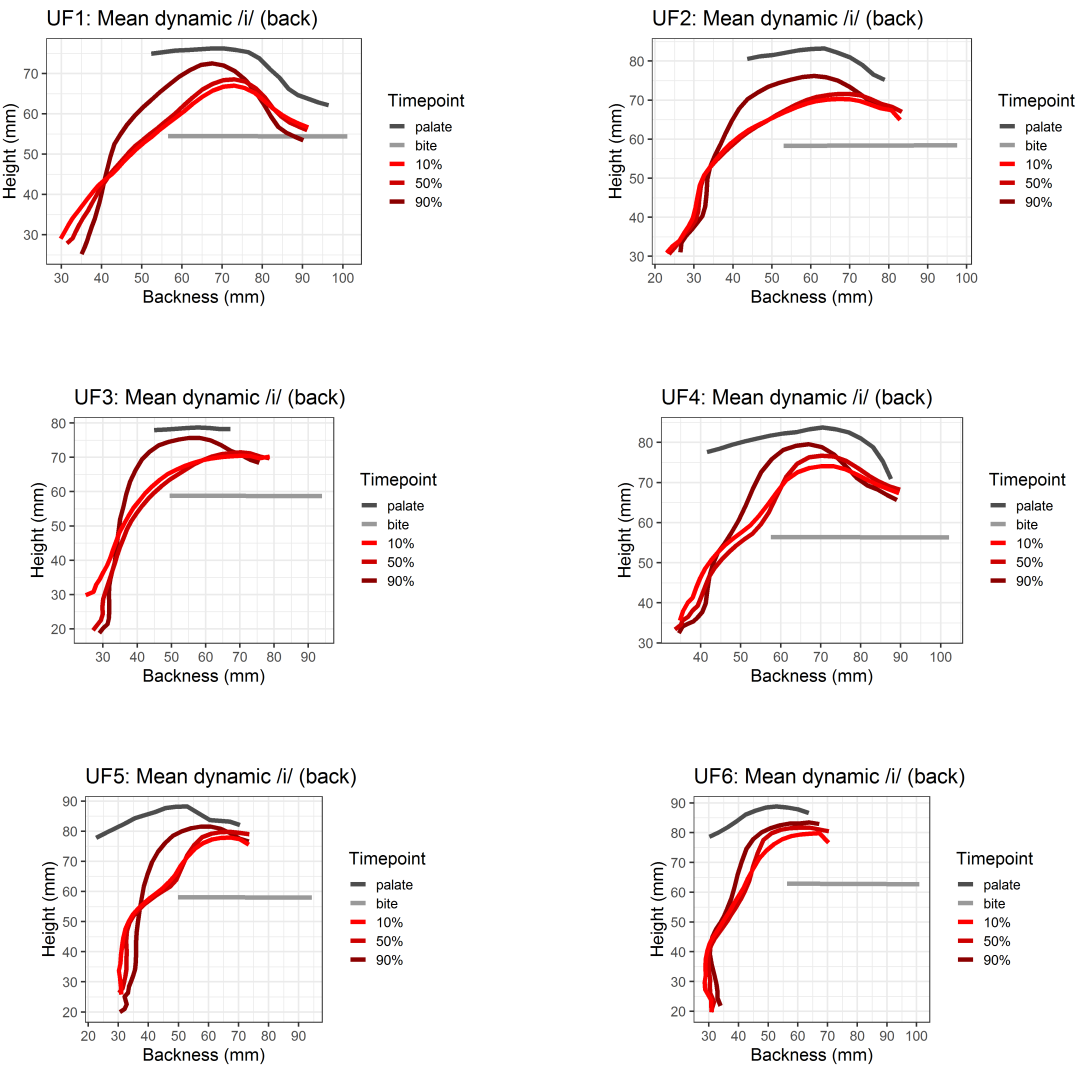 UF1: Mean dynamic /i/ (back)
Height (mm)
70
60
50
40
30
30 40 50 60 70 80 90 100
Backness (mm)
Timepoint
palate
bite
10%
50%
90%
UF2: Mean dynamic /i/ (back)
Height (mm)
80
70
60
50
40
30
20 30 40 50 60 70 80 90 100
Backness (mm)
Timepoint
palate
bite
10%
50%
90%
UF3: Mean dynamic /i/ (back)
Height (mm)
80
70
60
50
40
30
20
30 40 50 60 70 80 90
Backness (mm)
Timepoint
palate
bite
10%
50%
90%
UF4: Mean dynamic /i/ (back)
Height (mm)
80
70
60
50
40
30
40 50 60 70 80 90 100
Backness (mm)
Timepoint
palate
bite
10%
50%
90%
UF5: Mean dynamic /i/ (back)
Height (mm)
90
80
70
60
50
40
30
20
20 30 40 50 60 70 80 90
Backness (mm)
Timepoint
palate
bite
10%
50%
90%
UF6: Mean dynamic /i/ (back)
Height (mm)
90
80
70
60
50
40
30
20
30 40 50 60 70 80 90 100
Backness (mm)
Timepoint
palate
bite
10%
50%
90%